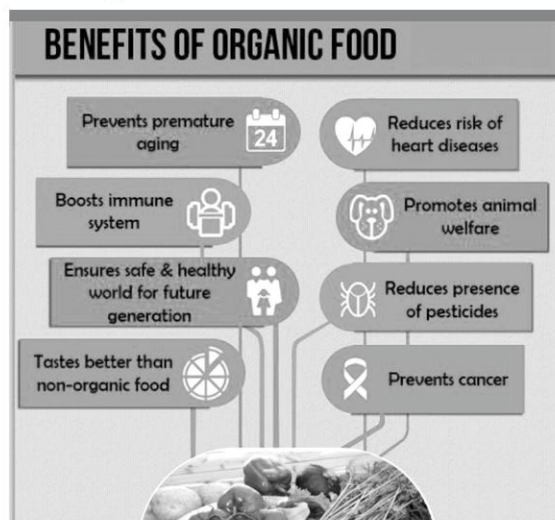 BENEFITS OF ORGANIC FOOD
Prevents premature
aging
24
Reduces risk of
heart diseases
Boosts immune
system
Promotes animal
welfare
Ensures safe & healthy
world for future
generation
Reduces presence
of pesticides
Tastes better than
non-organic food
Prevents cancer